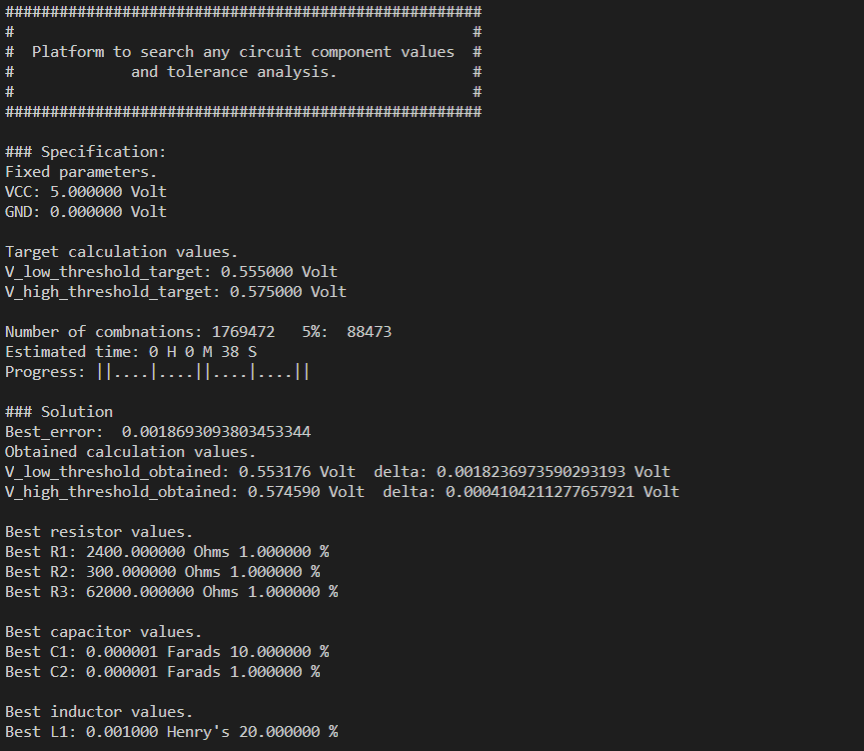 #####################################################
#                                                   #
#  Platform to search any circuit component values  #
#             and tolerance analysis.               #
#                                                   #
#####################################################
### Specification:
Fixed parameters.
VCC: 5.000000 Volt
GND: 0.000000 Volt
Target calculation values.
V_low_threshold_target: 0.555000 Volt
V_high_threshold_target: 0.575000 Volt
Number of combnations: 1769472   5%:  88473
Estimated time: 0 H 0 M 38 S
Progress: ||....|....||....|....||
### Solution
Best_error:  0.0018693093803453344
Obtained calculation values.
V_low_threshold_obtained: 0.553176 Volt  delta: 0.0018236973590293193 Volt
V_high_threshold_obtained: 0.574590 Volt  delta: 0.0004104211277657921 Volt
Best resistor values.
Best R1: 2400.000000 Ohms 1.000000 %
Best R2: 300.000000 Ohms 1.000000 %
Best R3: 62000.000000 Ohms 1.000000 %
Best capacitor values.
Best C1: 0.000001 Farads 10.000000 %
Best C2: 0.000001 Farads 1.000000 %
Best inductor values.
Best L1: 0.001000 Henry's 20.000000 %